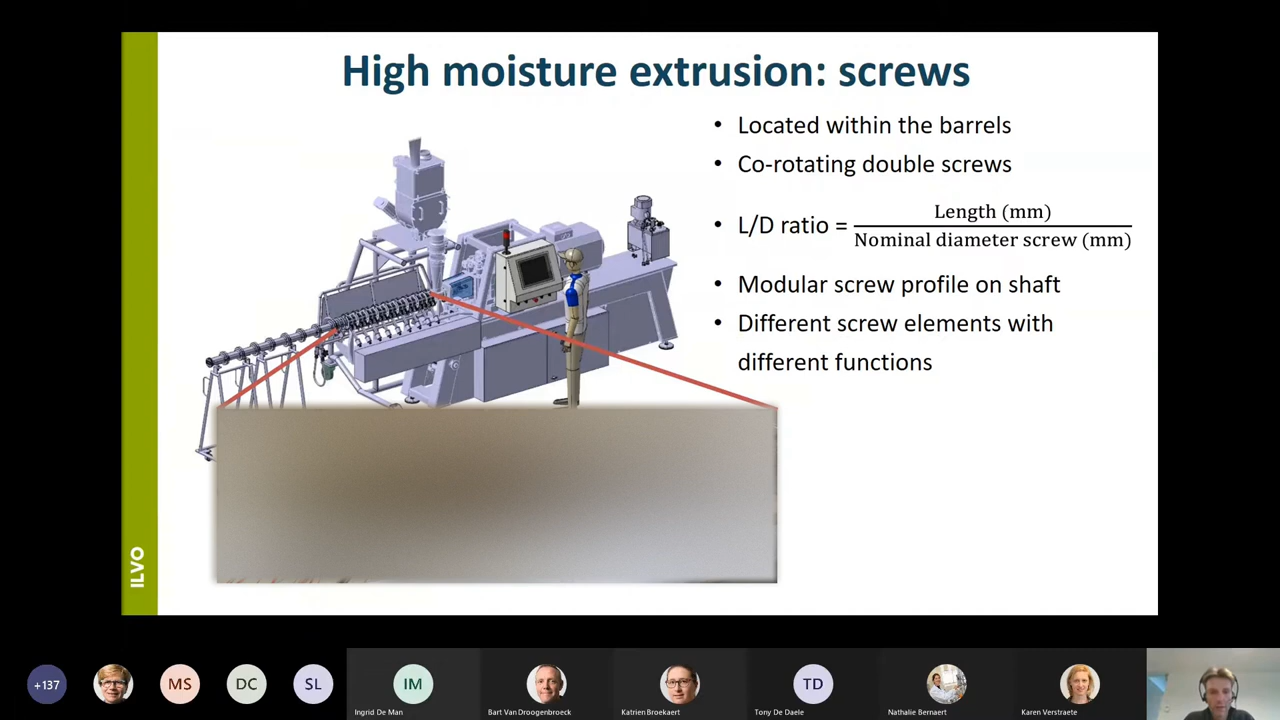 High moisture extrusion: screws
• Located within the barrels
• Co-rotating double screws
• L/D ratio = Length (mm)
Nominal diameter screw (mm)
• Modular screw profile on shaft
• Different screw elements with
different functions
ILVO
+137
MS
DC
SL
IM
TD
Ingrid De Man
Bart Van Droogenbroeck
Katrien Broekaert
Tony De Daele
Nathalie Bernaert
Karen Verstraete